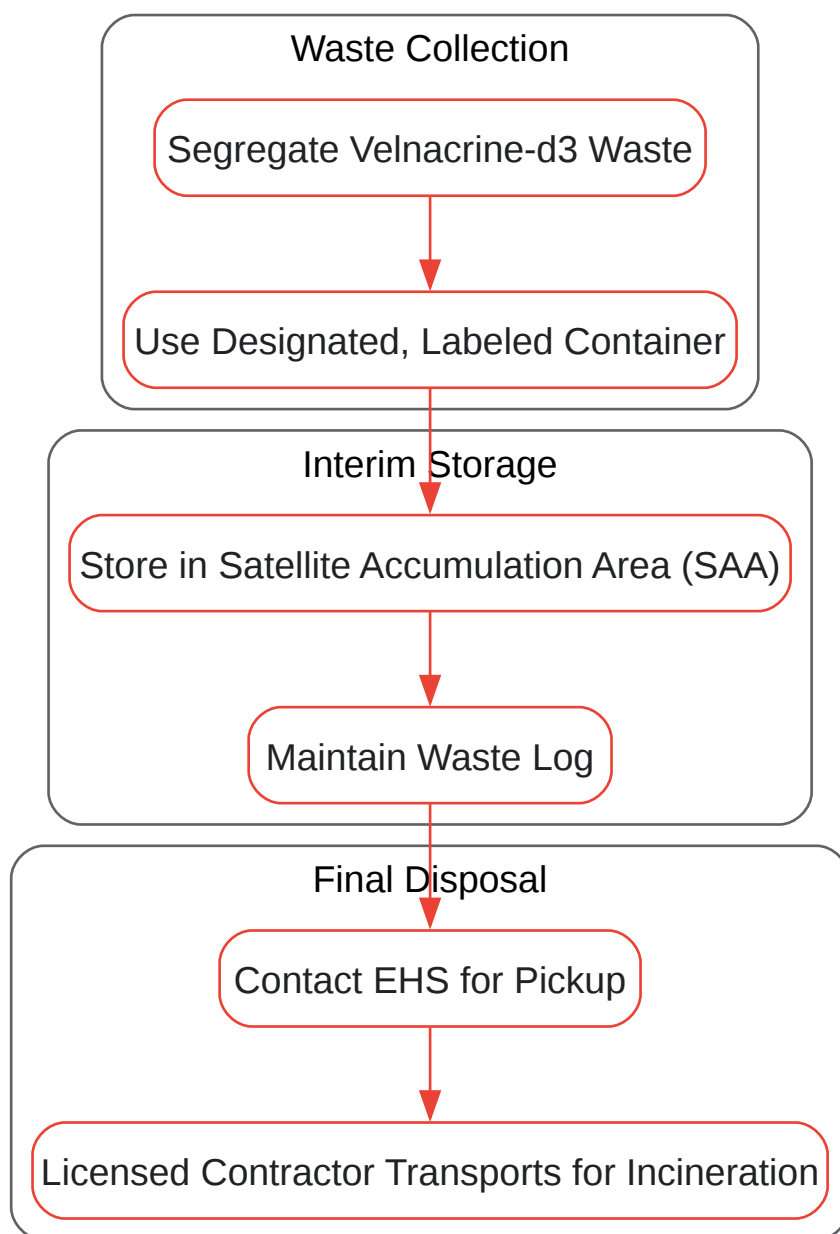 Waste Collection
Segregate Velnacrine-d3 Waste
Use Designated, Labeled Container
Interim Storage
Store in Satellite Accumulation Area (SAA)
Maintain Waste Log
Final Disposal
Contact EHS for Pickup
Licensed Contractor Transports for Incineration